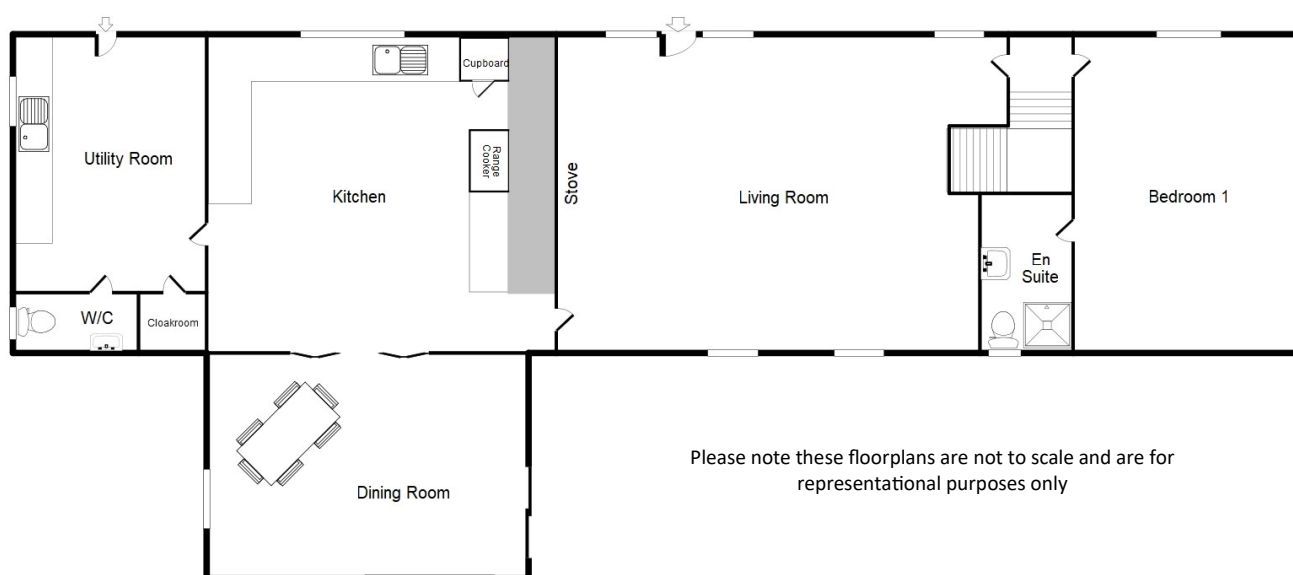 Cupboard
Utility Room
Range
Cooker
Kitchen
Stove
Living Room
Bedroom 1
En
Suite
W/C
Cloakroom
Dining Room
Please note these floorplans are not to scale and are for
representational purposes only